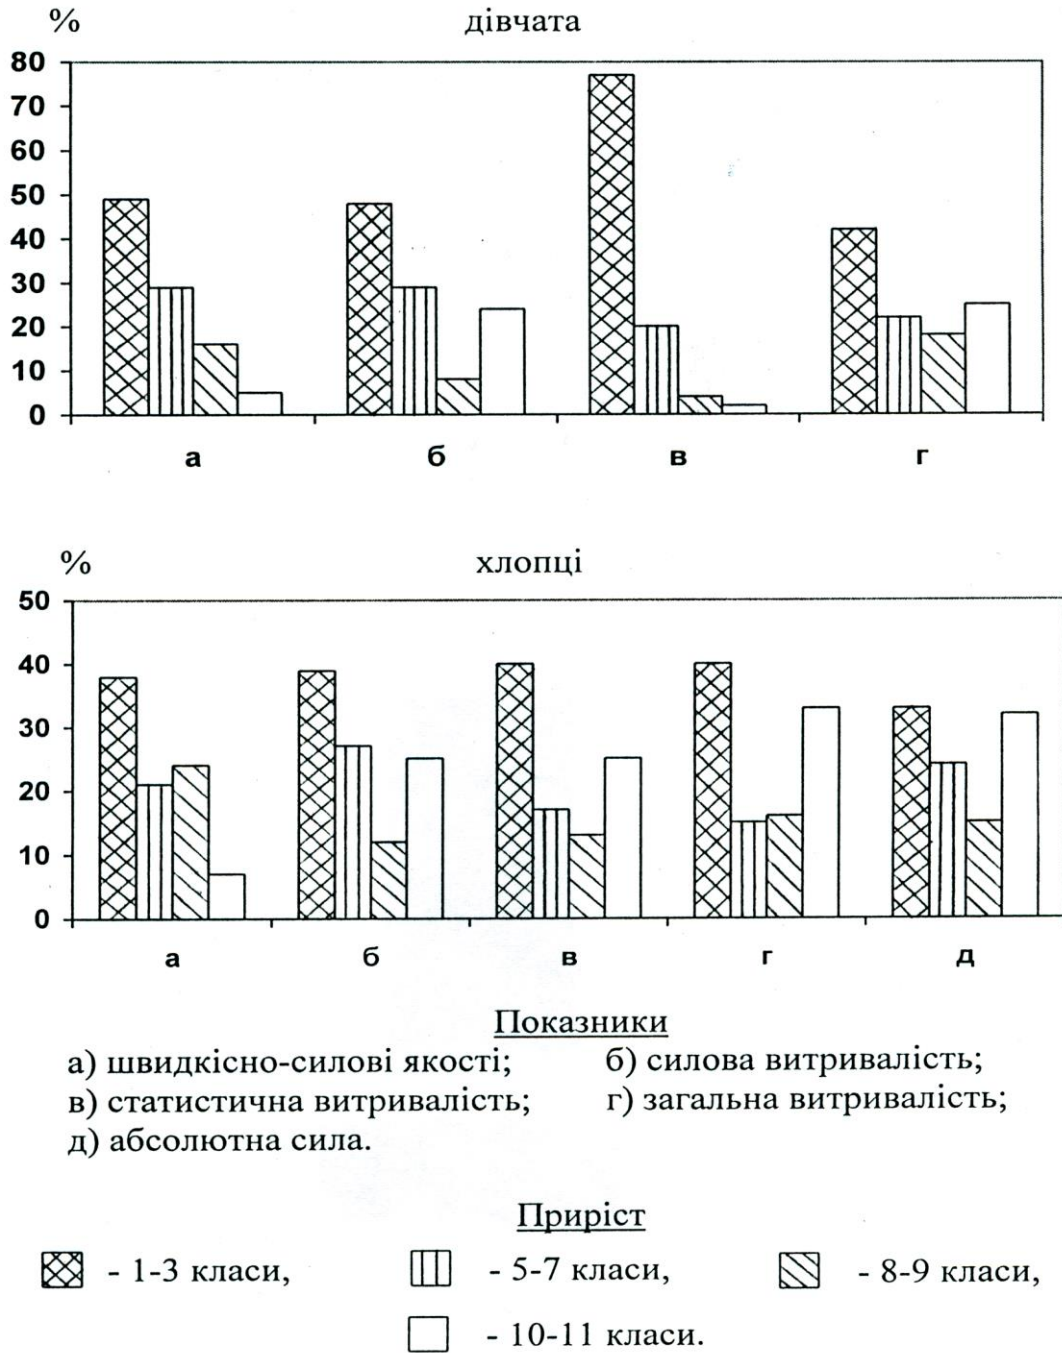 % дівчата
80
70
60
50
40
30
20
10
0
а б в г
% хлопці
50
40
30
20
10
0
а б в г д
Показники
а) швидкісно-силові якості; б) силова витривалість;
в) статистична витривалість; г) загальна витривалість;
д) абсолютна сила.
Приріст
- 1-3 класи, - 5-7 класи, - 8-9 класи,
- 10-11 класи.